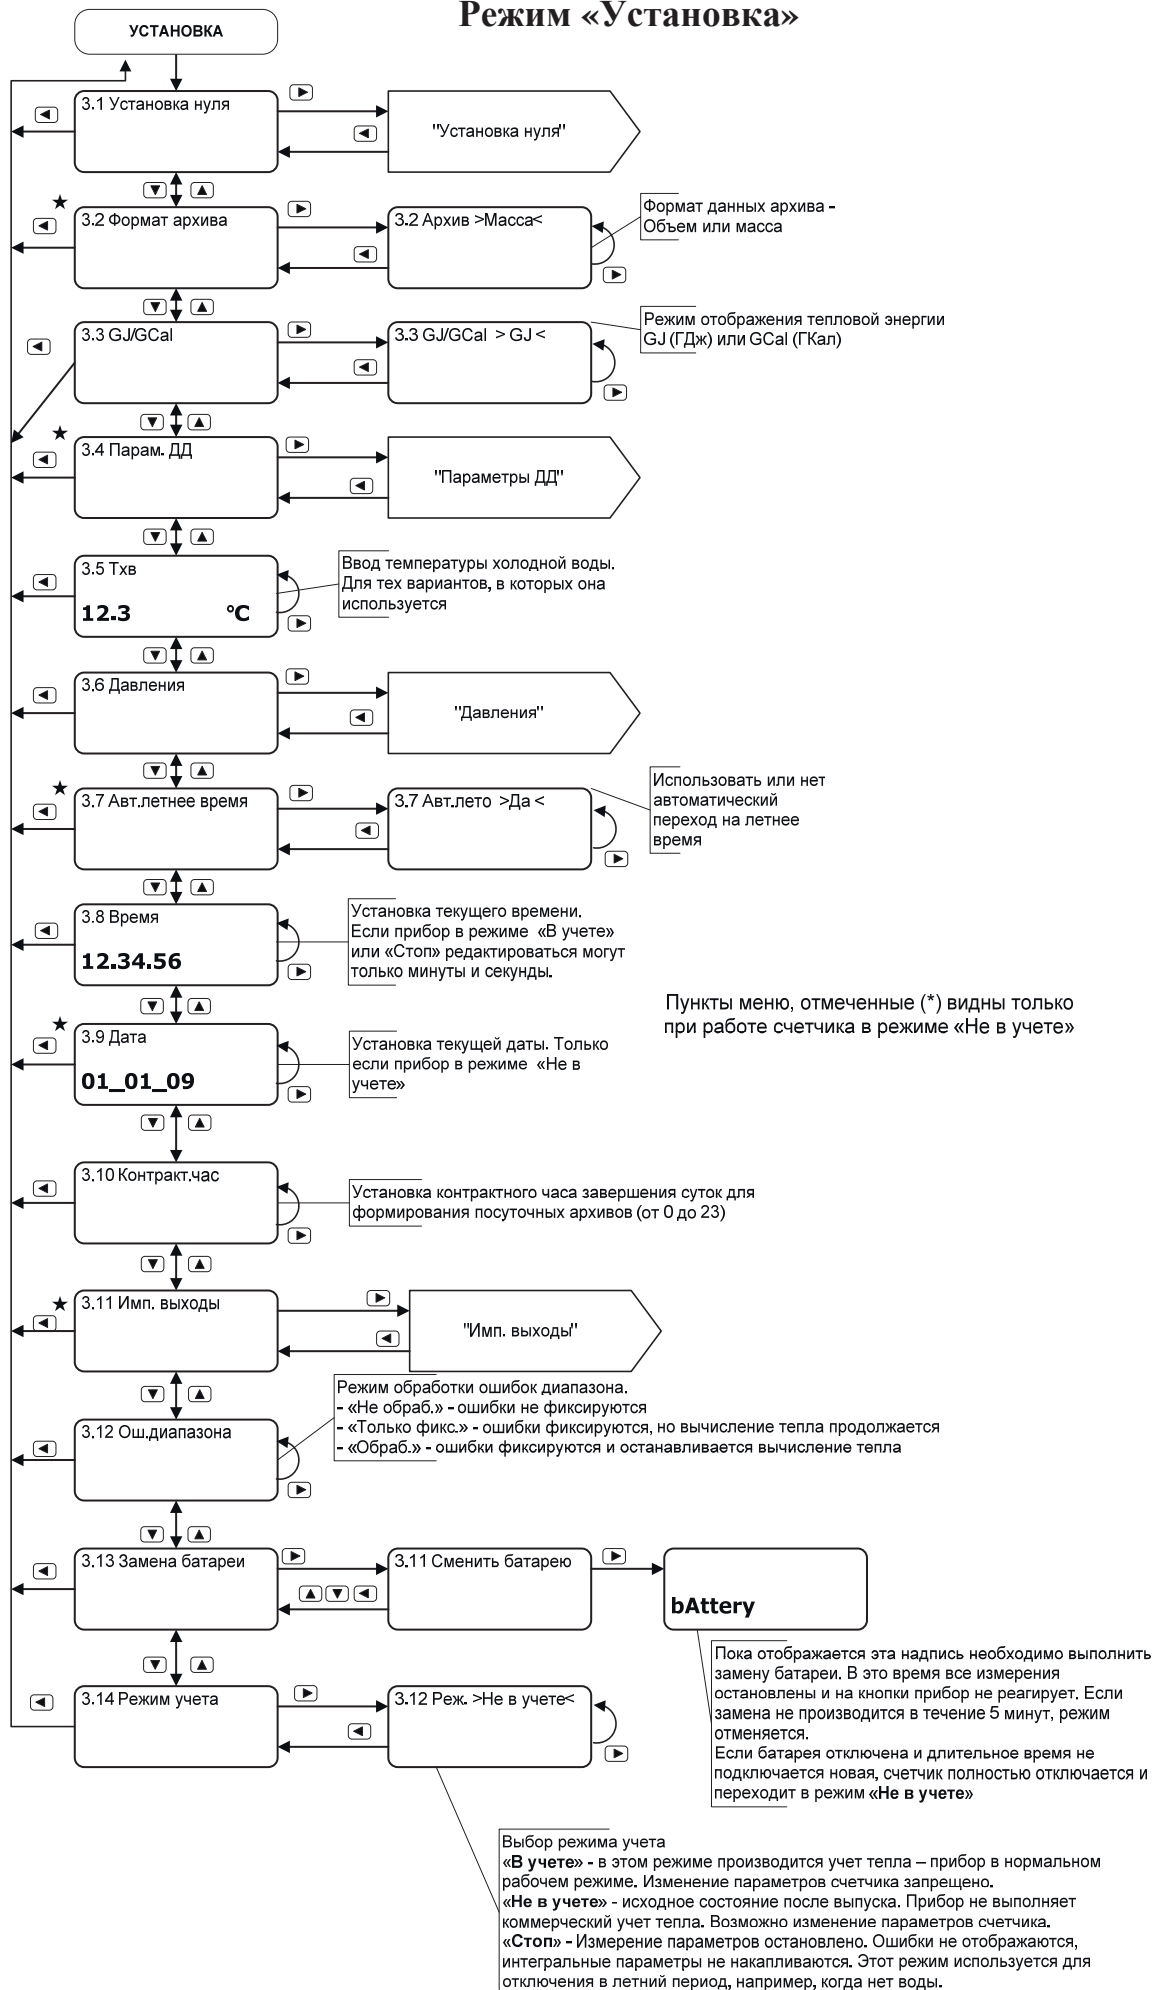 Режим «Установка»
УСТАНОВКА
3.1 Установка нуля
"Установка нуля"
3.2 Формат архива
3.2 Архив >Масса<
Формат данных архива -
Объем или масса
3.3 GJ/GCal
3.3 GJ/GCal > GJ <
Режим отображения тепловой энергии
GJ (ГДж) или GCal (ГКал)
3.4 Парам. ДД
"Параметры ДД"
3.5 Тхв
12.3 °C
Ввод температуры холодной воды.
Для тех вариантов, в которых она
используется
3.6 Давления
"Давления"
3.7 Авт.летнее время
3.7 Авт.лето >Да <
Использовать или нет
автоматический
переход на летнее
время
3.8 Время
12.34.56
Установка текущего времени.
Если прибор в режиме «В учете»
или «Стоп» редактироваться могут
только минуты и секунды.
Пункты меню, отмеченные (*) видны только
при работе счетчика в режиме «Не в учете»
3.9 Дата
01_01_09
Установка текущей даты. Только
если прибор в режиме «Не в
учете»
3.10 Контракт.час
Установка контрактного часа завершения суток для
формирования посуточных архивов (от 0 до 23)
3.11 Имп. выходы
"Имп. выходы"
3.12 Ош.диапазона
Режим обработки ошибок диапазона.
- «Не обраб.» - ошибки не фиксируются
- «Только фикс.» - ошибки фиксируются, но вычисление тепла продолжается
- «Обраб.» - ошибки фиксируются и останавливается вычисление тепла
3.13 Замена батареи
3.11 Сменить батарею
bAttery
Пока отображается эта надпись необходимо выполнить
замену батареи. В это время все измерения
остановлены и на кнопки прибор не реагирует. Если
замена не производится в течение 5 минут, режим
отменяется.
Если батарея отключена и длительное время не
подключается новая, счетчик полностью отключается и
переходит в режим «Не в учете»
3.14 Режим учета
3.12 Реж. >Не в учете<
Выбор режима учета
«В учете» - в этом режиме производится учет тепла – прибор в нормальном
рабочем режиме. Изменение параметров счетчика запрещено.
«Не в учете» - исходное состояние после выпуска. Прибор не выполняет
коммерческий учет тепла. Возможно изменение параметров счетчика.
«Стоп» - Измерение параметров остановлено. Ошибки не отображаются,
интегральные параметры не накапливаются. Этот режим используется для
отключения в летний период, например, когда нет воды.